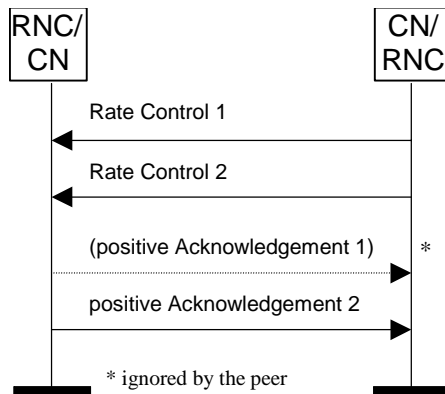 RNC/
CN
CN/
RNC
Rate Control 1
Rate Control 2
(positive Acknowledgement 1)
*
positive Acknowledgement 2
* ignored by the peer